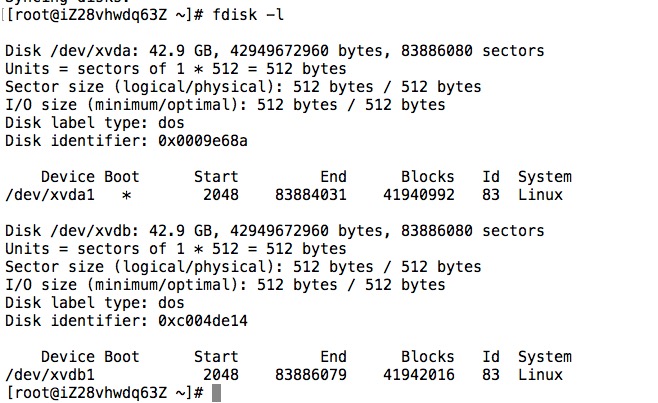 Syncing disks.
[[root@iZ28vhwdq63Z ~]# fdisk -l
Disk /dev/xvda: 42.9 GB, 42949672960 bytes, 83886080 sectors
Units = sectors of 1 * 512 = 512 bytes
Sector size (logical/physical): 512 bytes / 512 bytes
I/O size (minimum/optimal): 512 bytes / 512 bytes
Disk label type: dos
Disk identifier: 0x0009e68a
Device Boot Start End Blocks Id System
/dev/xvda1 * 2048 83884031 41940992 83 Linux
Disk /dev/xvdb: 42.9 GB, 42949672960 bytes, 83886080 sectors
Units = sectors of 1 * 512 = 512 bytes
Sector size (logical/physical): 512 bytes / 512 bytes
I/O size (minimum/optimal): 512 bytes / 512 bytes
Disk label type: dos
Disk identifier: 0xc004de14
Device Boot Start End Blocks Id System
/dev/xvdb1 2048 83886079 41942016 83 Linux
[root@iZ28vhwdq63Z ~]#